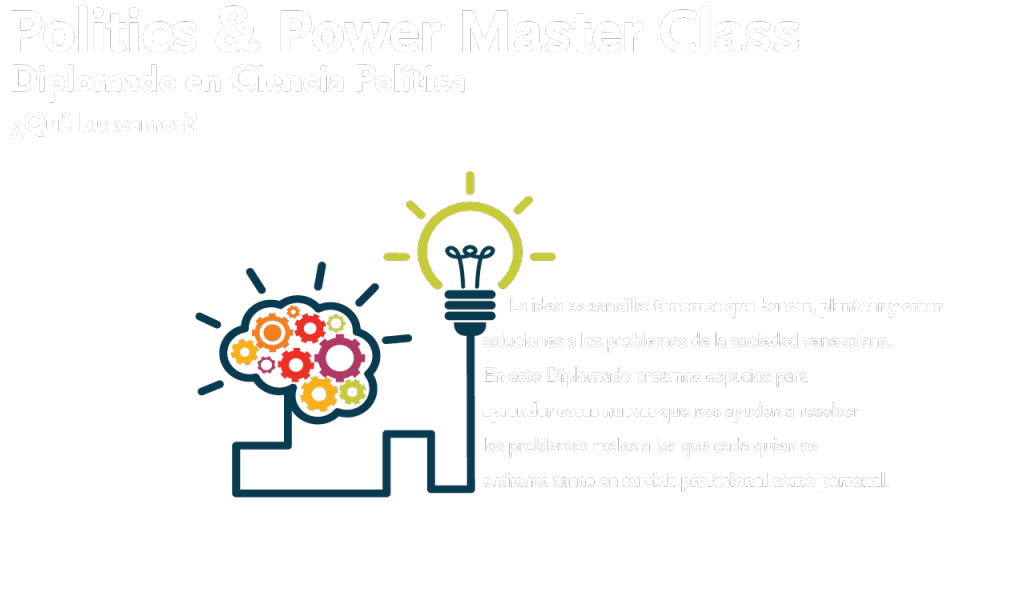 Politics & Power Master Class
Diplomado en Ciencia Política
¿Qué buscamos?
La idea es sencilla: tenemos que buscar, plantear y crear
soluciones a los problemas de la sociedad venezolana.
En este Diplomado creamos espacios para
aprender cosas nuevas que nos ayuden a resolver
los problemas reales a los que cada quien se
enfrenta tanto en su vida profesional como personal.